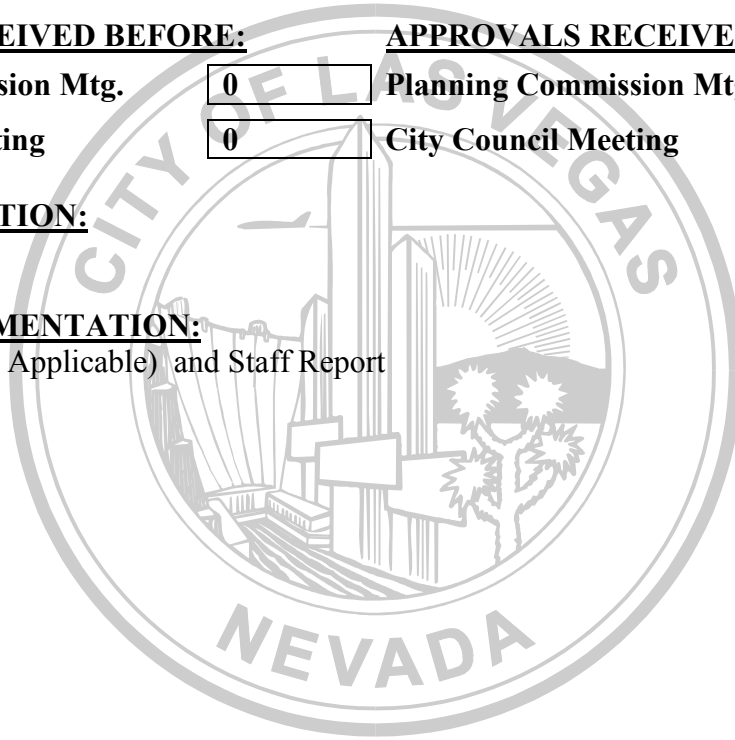 EIVED BEFORE: APPROVALS RECEIVE
sion Mtg. 0 Planning Commission Mt
ting 0 City Council Meeting
TION:
MENTATION:
Applicable) and Staff Report
CITY OF LAS VEGAS
NEVADA